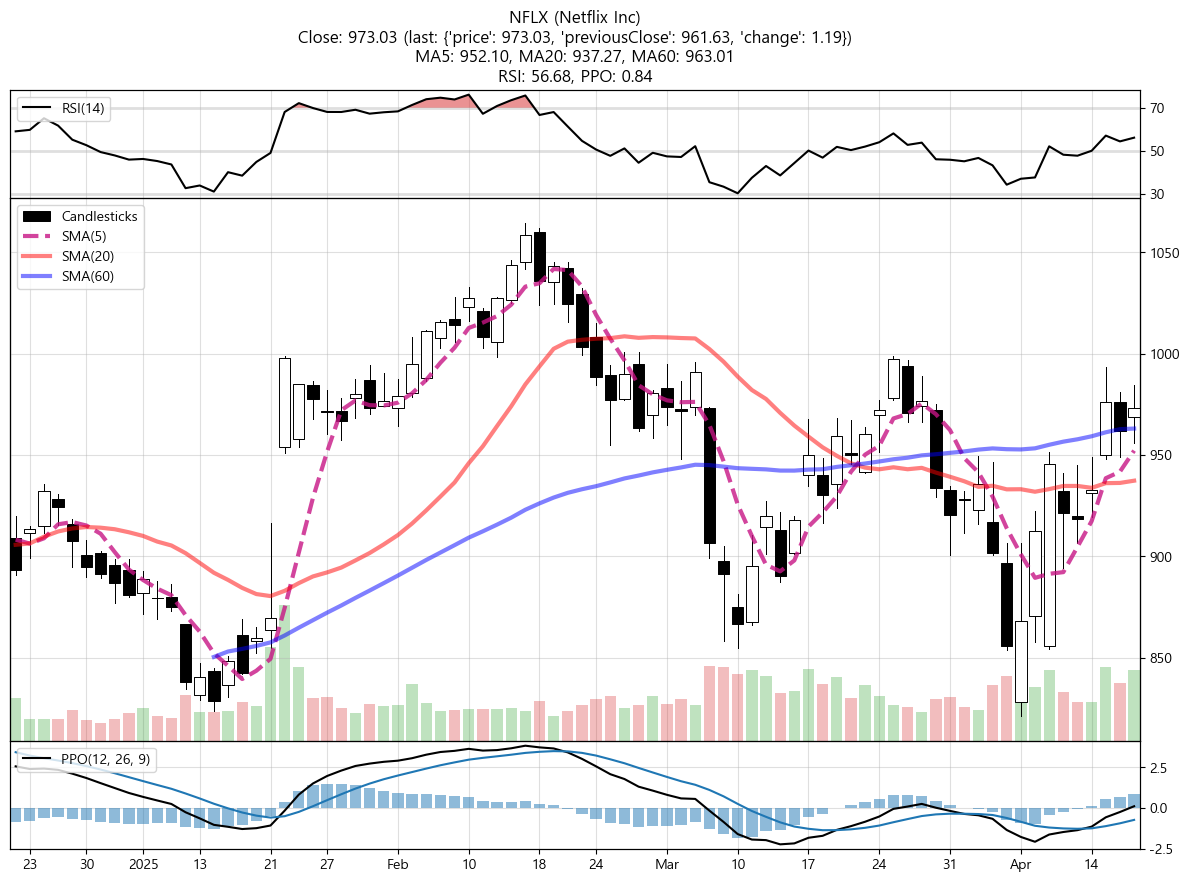 NFLX (Netflix Inc)
Close: 973.03 (last: {'price': 973.03, 'previousClose': 961.63, 'change': 1.19})
MA5: 952.10, MA20: 937.27, MA60: 963.01
RSI: 56.68, PPO: 0.84
RSI(14)
70
50
30
Candlesticks
SMA(5)
SMA(20)
SMA(60)
1050
1000
950
900
850
PPO(12, 26, 9)
2.5
0.0
-2.5
23 30 2025 13 21 27 Feb 10 18 24 Mar 10 17 24 31 Apr 14